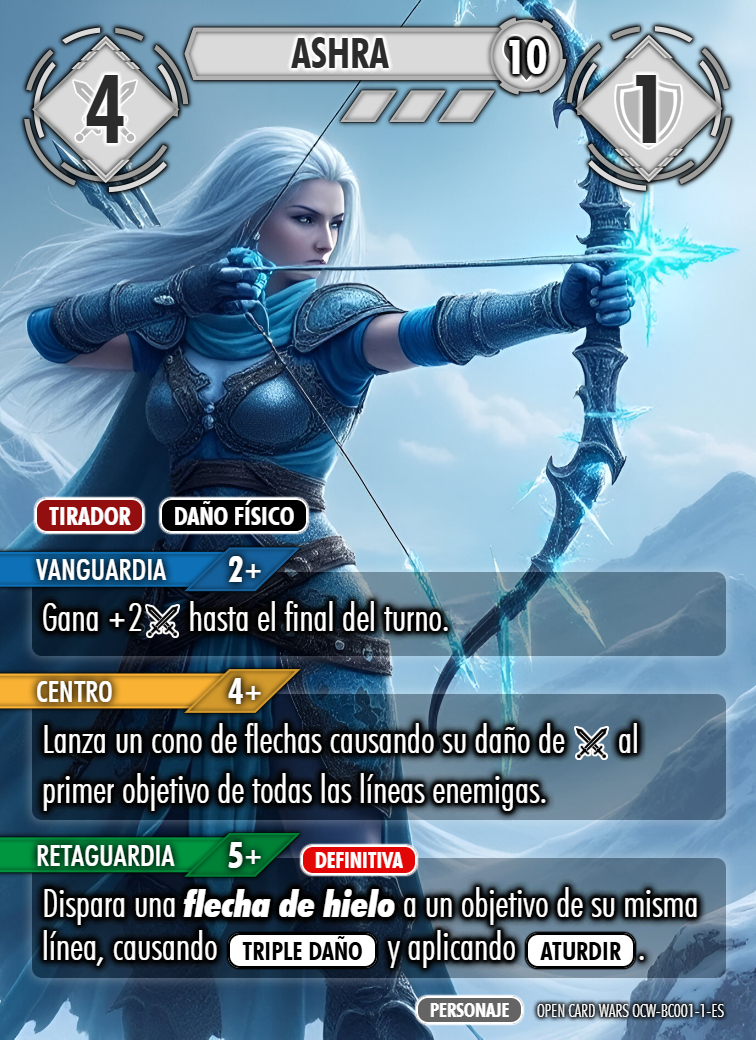 4
ASHRA
10
1
TIRADOR
DAÑO FÍSICO
VANGUARDIA 2+
Gana +2 hasta el final del turno.
CENTRO 4+
Lanza un cono de flechas causando su daño de al
primer objetivo de todas las líneas enemigas.
RETAGUARDIA 5+ DEFINITIVA
Dispara una flecha de hielo a un objetivo de su misma
línea, causando TRIPLE DAÑO y aplicando ATURDIR.
PERSONAJE OPEN CARD WARS OCW-BC001-1-ES